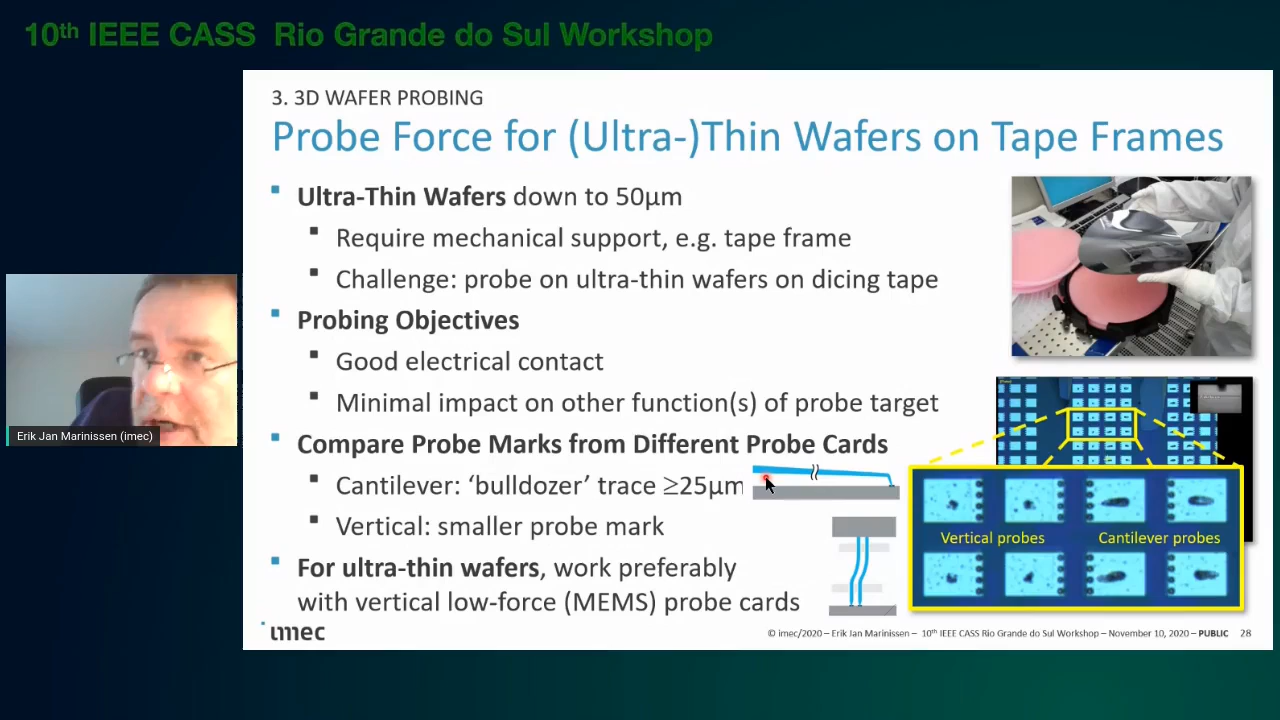 10th IEEE CASS Rio Grande do Sul Workshop
3. 3D WAFER PROBING
Probe Force for (Ultra-)Thin Wafers on Tape Frames
Ultra-Thin Wafers down to 50µm
Require mechanical support, e.g. tape frame
Challenge: probe on ultra-thin wafers on dicing tape
Probing Objectives
Good electrical contact
Minimal impact on other function(s) of probe target
Compare Probe Marks from Different Probe Cards
Cantilever: ‘bulldozer’ trace ≥25µm
Vertical: smaller probe mark
For ultra-thin wafers, work preferably
with vertical low-force (MEMS) probe cards
Vertical probes
Cantilever probes
Erik Jan Marinissen (imec)
imec
© imec/2020 – Erik Jan Marinissen – 10th IEEE CASS Rio Grande do Sul Workshop – November 10, 2020 – PUBLIC 28